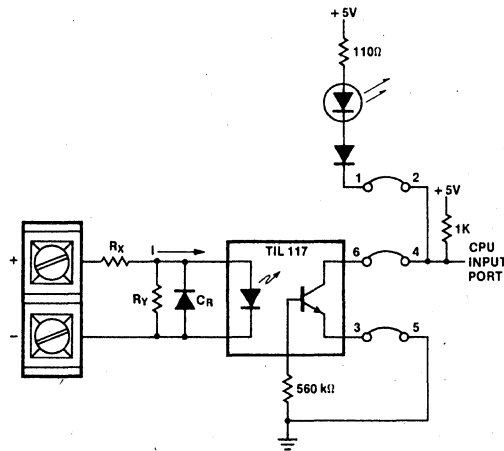 + 5V
110Ω
1 2
+ 5V
1K
+ RX I TIL 117 6 4 CPU
INPUT
PORT
RY CR
− 3 5
560 kΩ